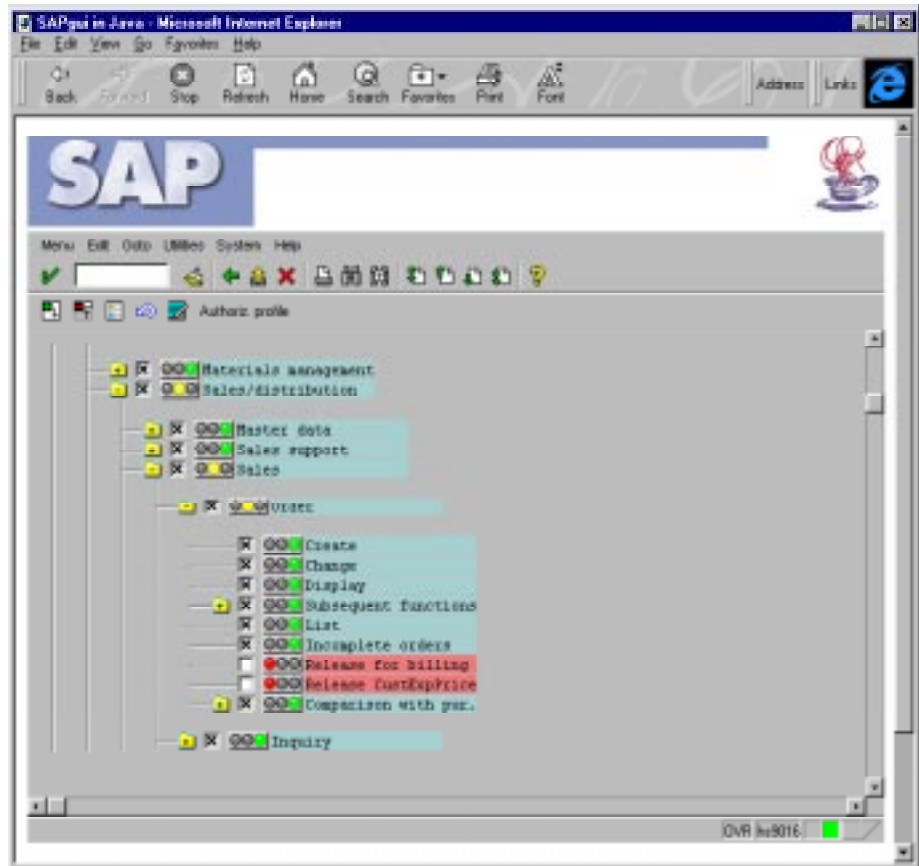 SAPgui in Java - Microsoft Internet Explorer
File Edit View Go Favorites Help
Back Forward Stop Refresh Home Search Favorites Print Font Address Links
SAP
Menu Edit Goto Utilities System Help
Authoriz. profile
Materials management
Sales/distribution
Master data
Sales support
Sales
Order
Create
Change
Display
Subsequent functions
List
Incomplete orders
Release for billing
Release CustExpPrice
Comparison with pur.
Inquiry
OVR hs9016